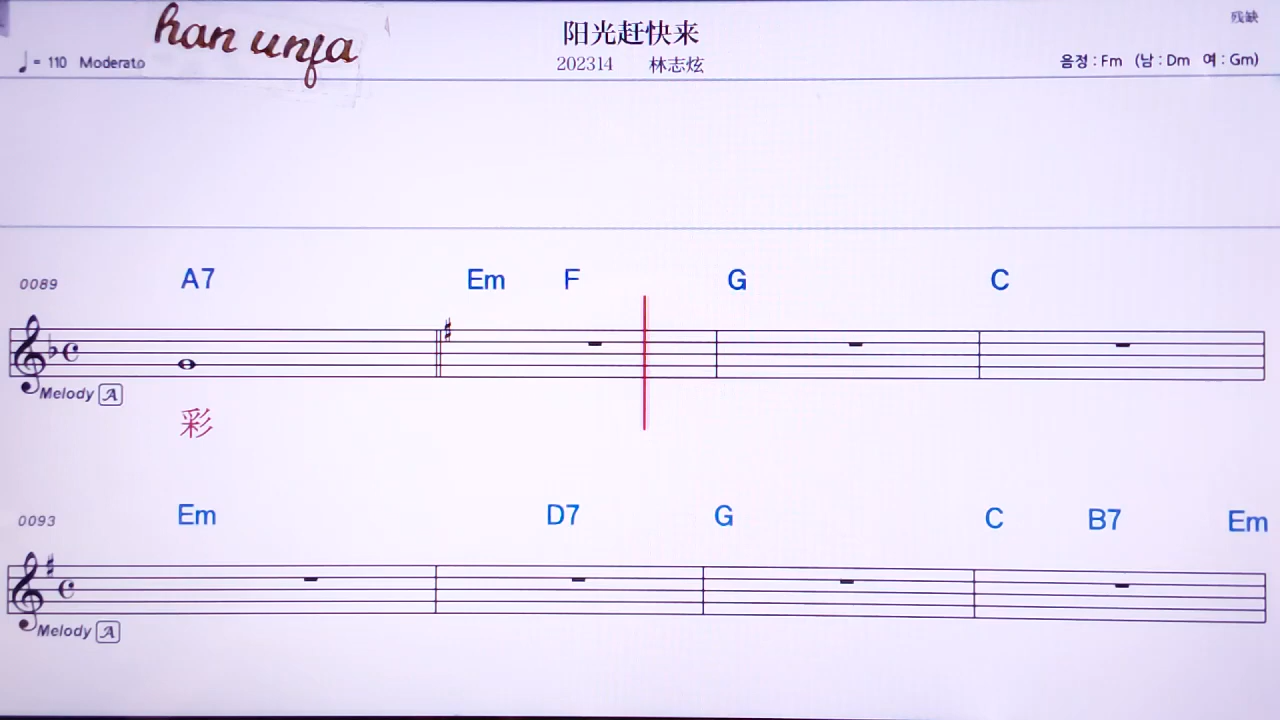 han unfa
阳光赶快来
残缺
♩= 110 Moderato
202314 林志炫
음정 : Fm (남 : Dm 여 : Gm)
0089 A7 Em F G C
Melody A
彩
0093 Em D7 G C B7 Em
Melody A